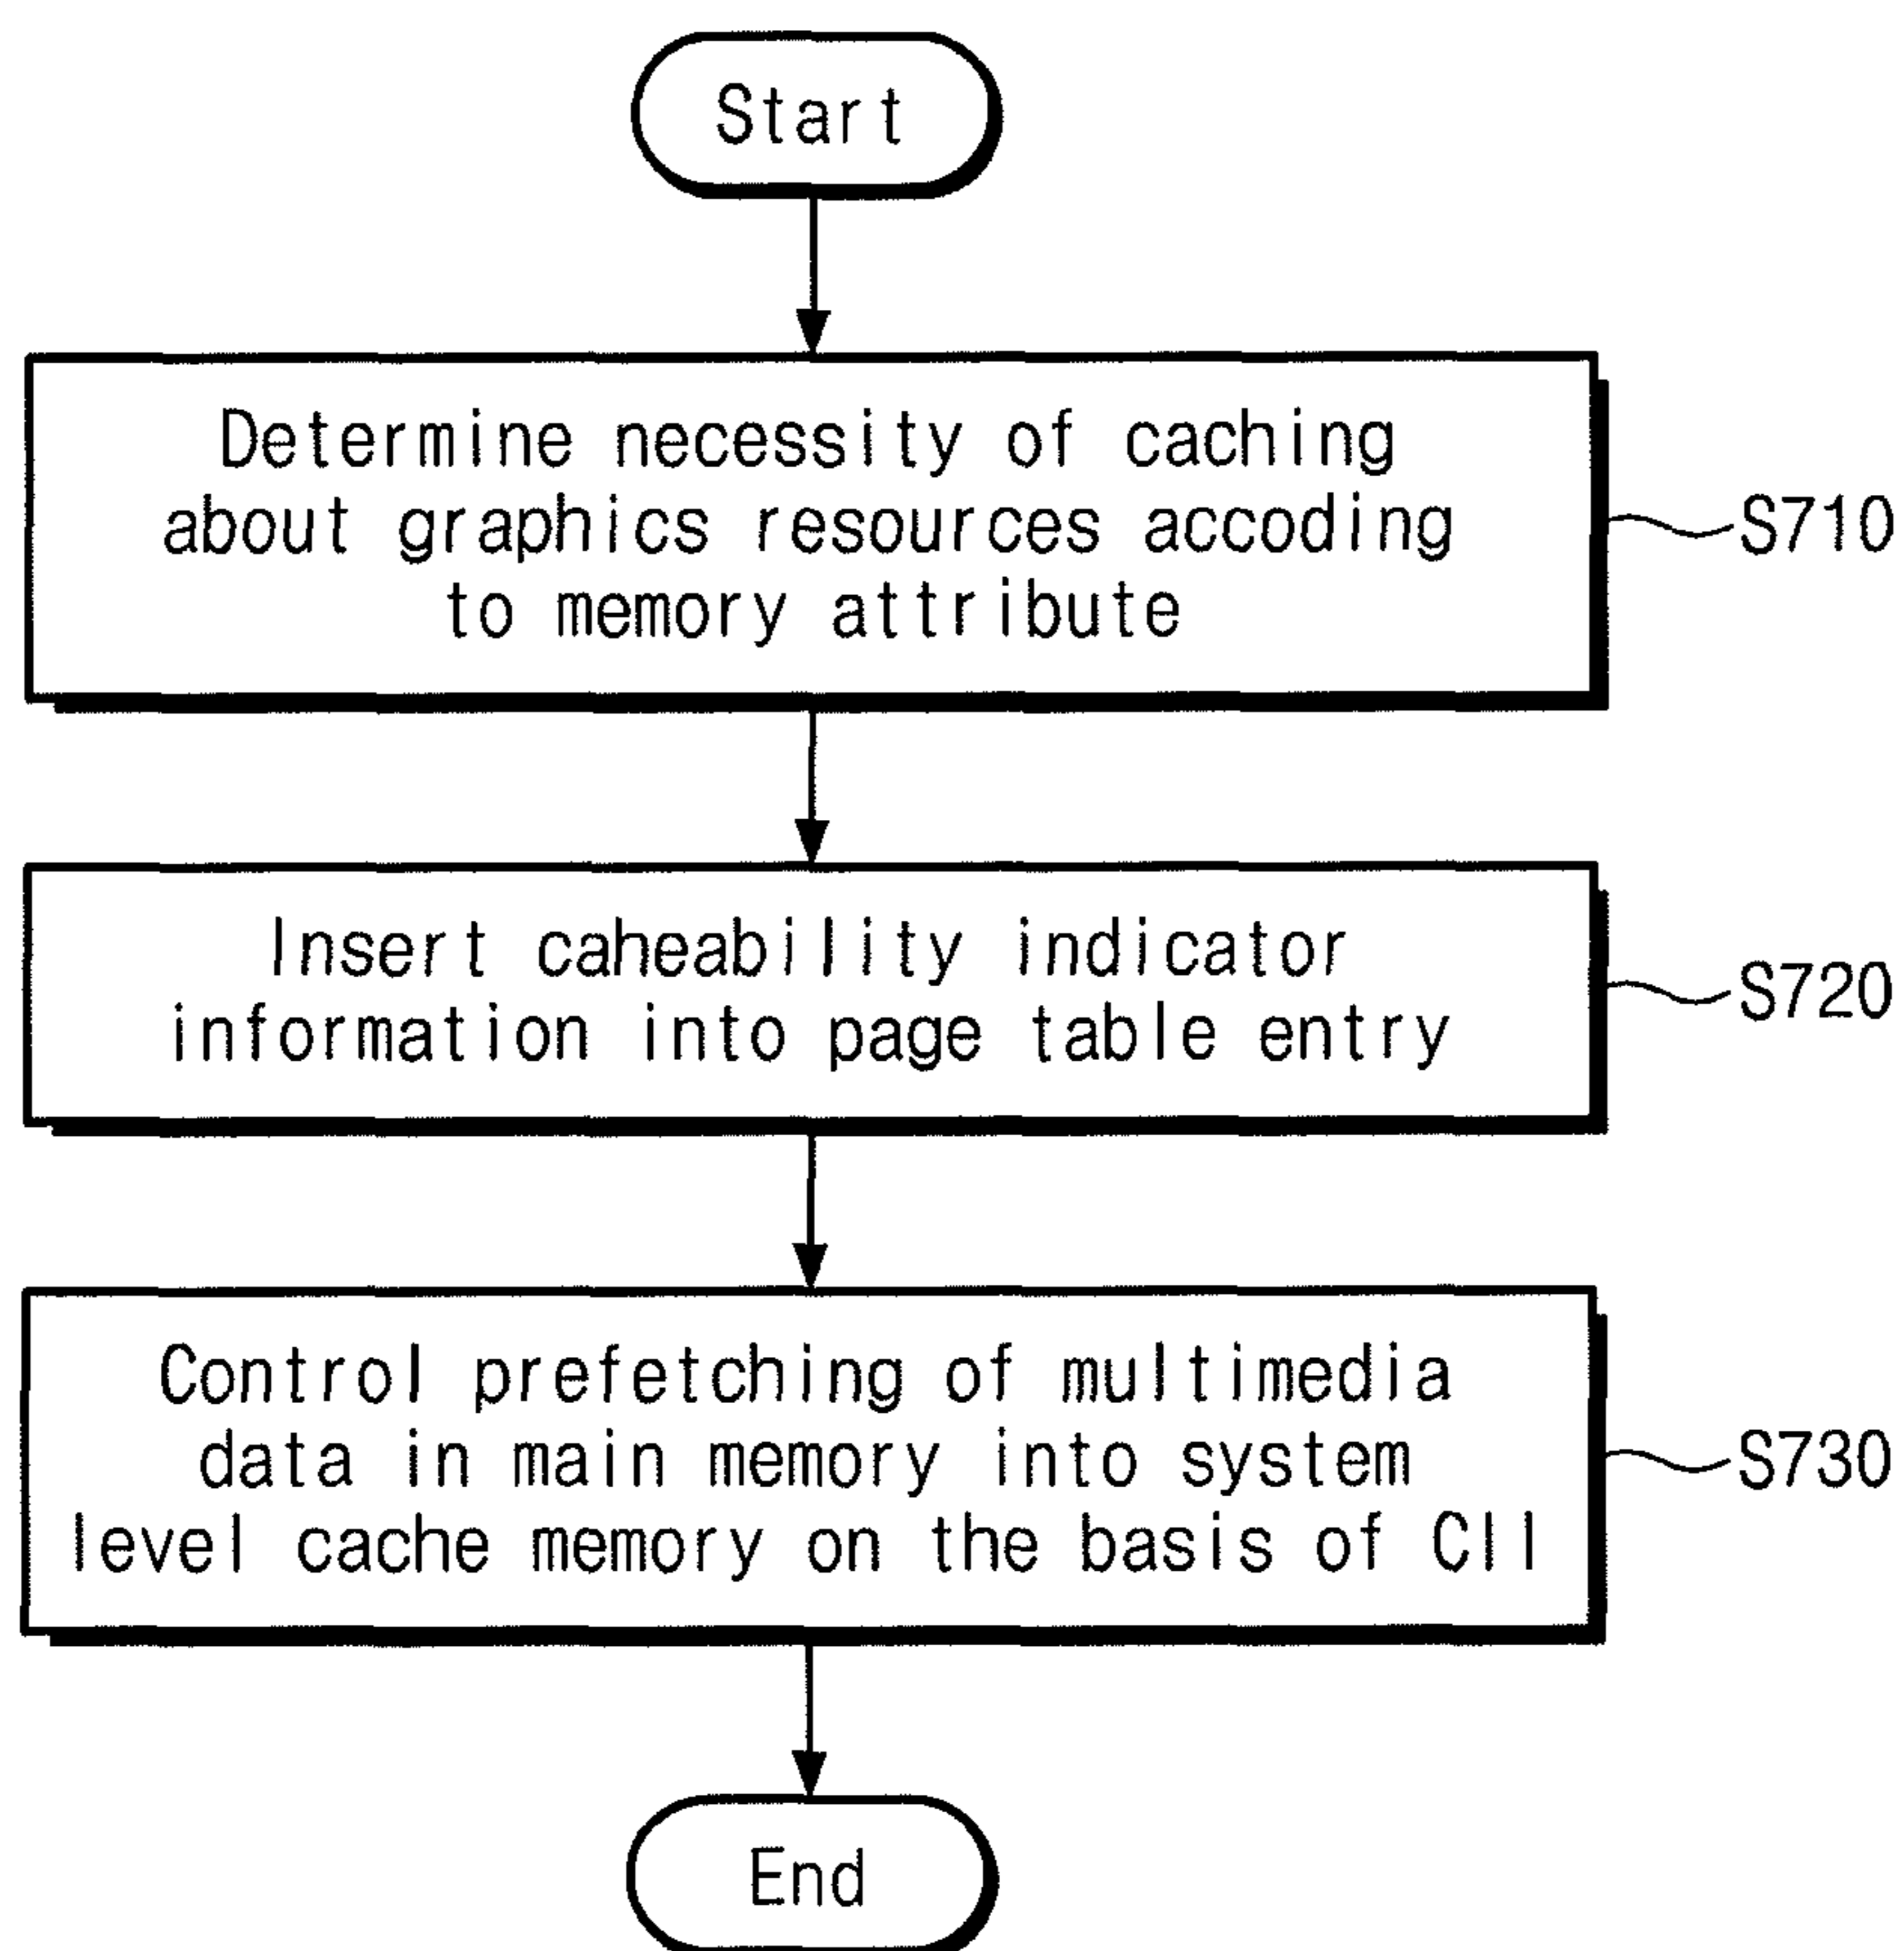 Start
Determine necessity of caching
about graphics resources accoding
to memory attribute
S710
Insert caheability indicator
information into page table entry
S720
Control prefetching of multimedia
data in main memory into system
level cache memory on the basis of CII
S730
End